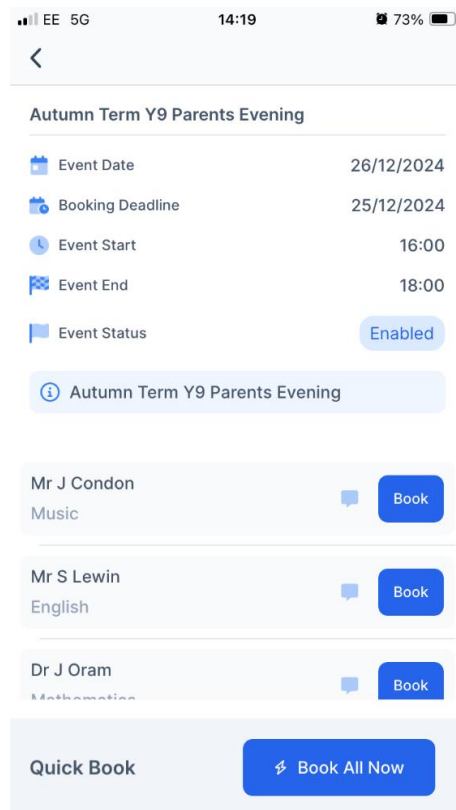 EE 5G 14:19 73%
Autumn Term Y9 Parents Evening
Event Date 26/12/2024
Booking Deadline 25/12/2024
Event Start 16:00
Event End 18:00
Event Status Enabled
Autumn Term Y9 Parents Evening
Mr J Condon
Music
Book
Mr S Lewin
English
Book
Dr J Oram
Mathematics
Book
Quick Book Book All Now